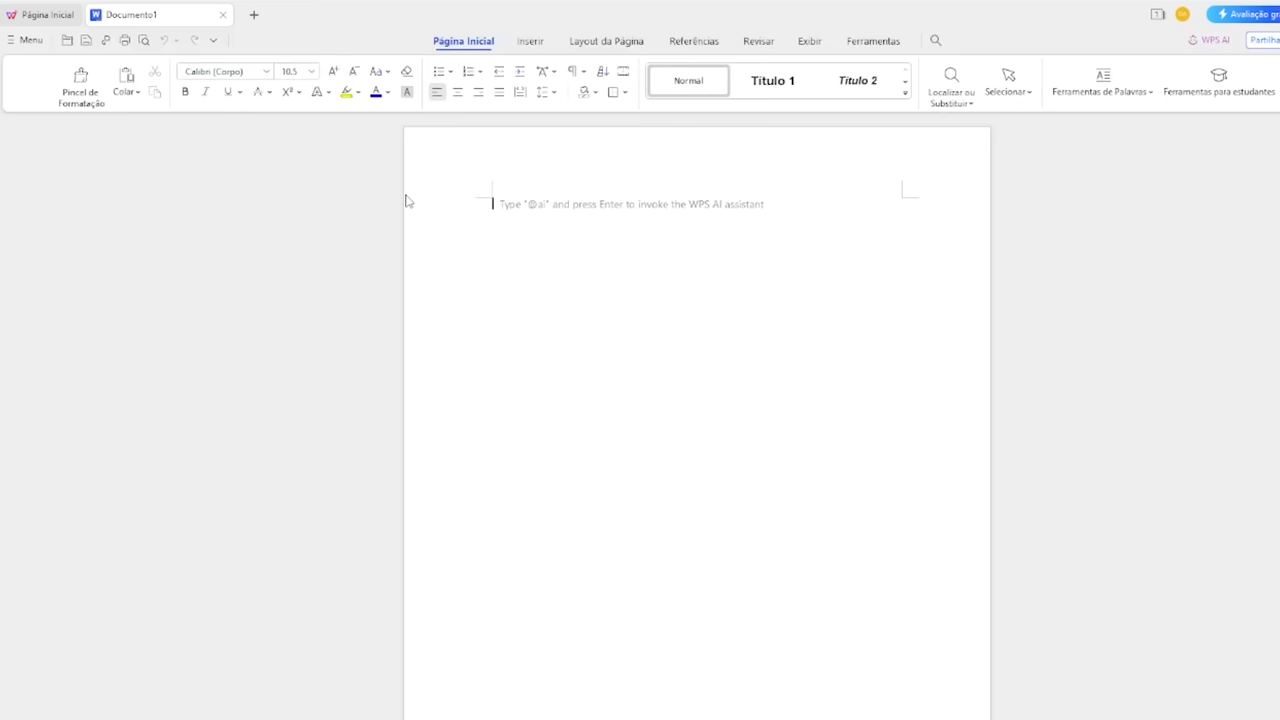 Página Inicial
Documento1
Avaliação gr
Menu
Página Inicial
Inserir
Layout da Página
Referências
Revisar
Exibir
Ferramentas
WPS AI
Partilha
Pincel de
Formatação
Colar
Calibri (Corpo)
10.5
Normal
Título 1
Título 2
Localizar ou
Substituir
Selecionar
Ferramentas de Palavras
Ferramentas para estudantes
Type "@ai" and press Enter to invoke the WPS AI assistant